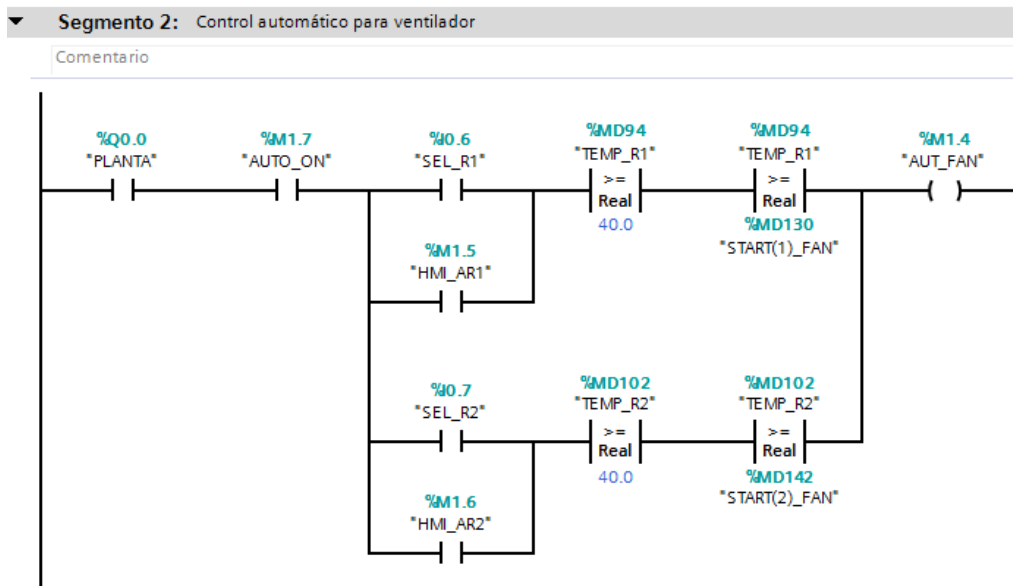 Segmento 2: Control automático para ventilador
Comentario
%Q0.0
"PLANTA"
%M1.7
"AUTO_ON"
%I0.6
"SEL_R1"
%MD94
"TEMP_R1"
>=
Real
40.0
%MD94
"TEMP_R1"
>=
Real
%MD130
"START(1)_FAN"
%M1.4
"AUT_FAN"
%M1.5
"HMI_AR1"
%I0.7
"SEL_R2"
%MD102
"TEMP_R2"
>=
Real
40.0
%MD102
"TEMP_R2"
>=
Real
%MD142
"START(2)_FAN"
%M1.6
"HMI_AR2"